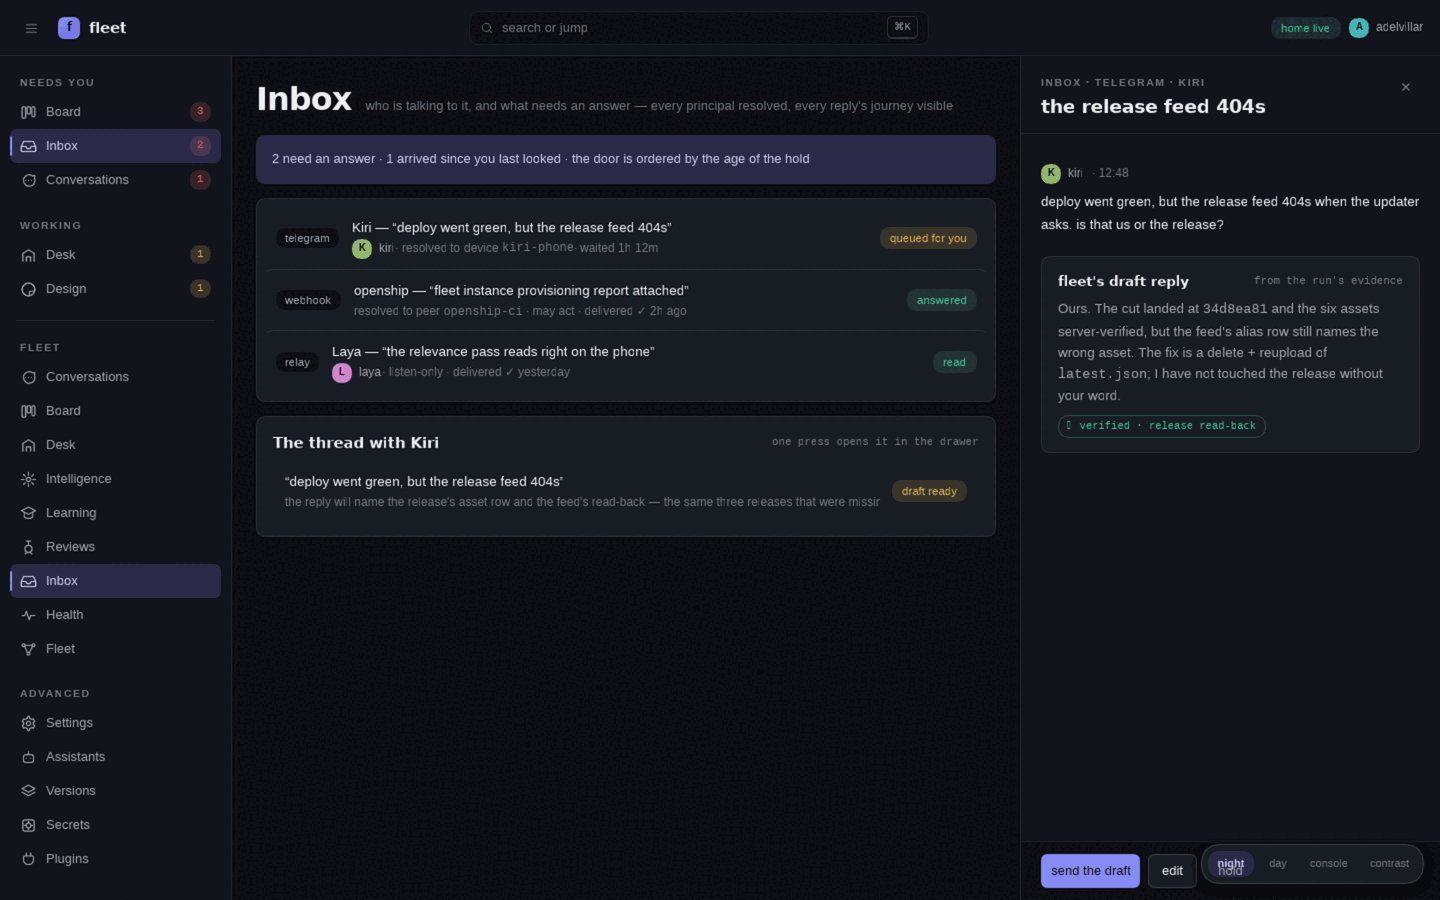 f fleet
search or jump
⌘K
home live
A adelvillar
NEEDS YOU
Board 3
Inbox 2
Conversations 1
WORKING
Desk 1
Design 1
FLEET
Conversations
Board
Desk
Intelligence
Learning
Reviews
Inbox
Health
Fleet
ADVANCED
Settings
Assistants
Versions
Secrets
Plugins
Inbox
who is talking to it, and what needs an answer — every principal resolved, every reply's journey visible
2 need an answer · 1 arrived since you last looked · the door is ordered by the age of the hold
telegram
Kiri — “deploy went green, but the release feed 404s”
K kiri · resolved to device kiri-phone · waited 1h 12m
queued for you
webhook
openship — “fleet instance provisioning report attached”
resolved to peer openship-ci · may act · delivered ✓ 2h ago
answered
relay
Laya — “the relevance pass reads right on the phone”
L laya · listen-only · delivered ✓ yesterday
read
The thread with Kiri
one press opens it in the drawer
“deploy went green, but the release feed 404s”
the reply will name the release's asset row and the feed's read-back — the same three releases that were missir
draft ready
INBOX · TELEGRAM · KIRI
the release feed 404s
×
K kiri · 12:48
deploy went green, but the release feed 404s when the updater
asks. is that us or the release?
fleet's draft reply
from the run's evidence
Ours. The cut landed at 34d8ea81 and the six assets
server-verified, but the feed's alias row still names the
wrong asset. The fix is a delete + reupload of
latest.json; I have not touched the release without
your word.
verified · release read-back
send the draft
edit
hold
night
day
console
contrast